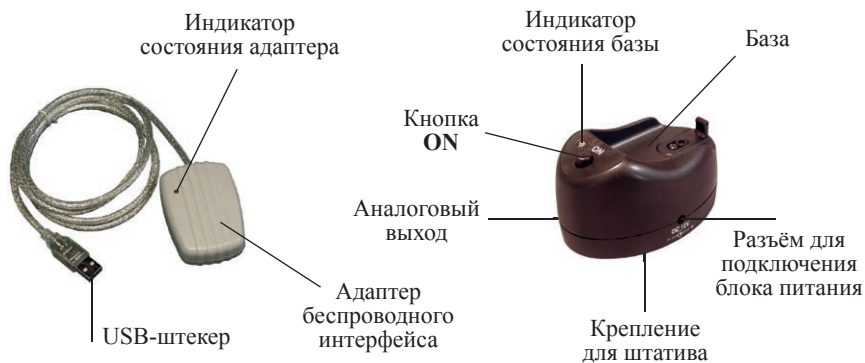 Индикатор
состояния адаптера
USB-штекер
Адаптер
беспроводного
интерфейса
Индикатор
состояния базы
База
Кнопка
ON
ON
Аналоговый
выход
Разъём для
подключения
блока питания
Крепление
для штатива